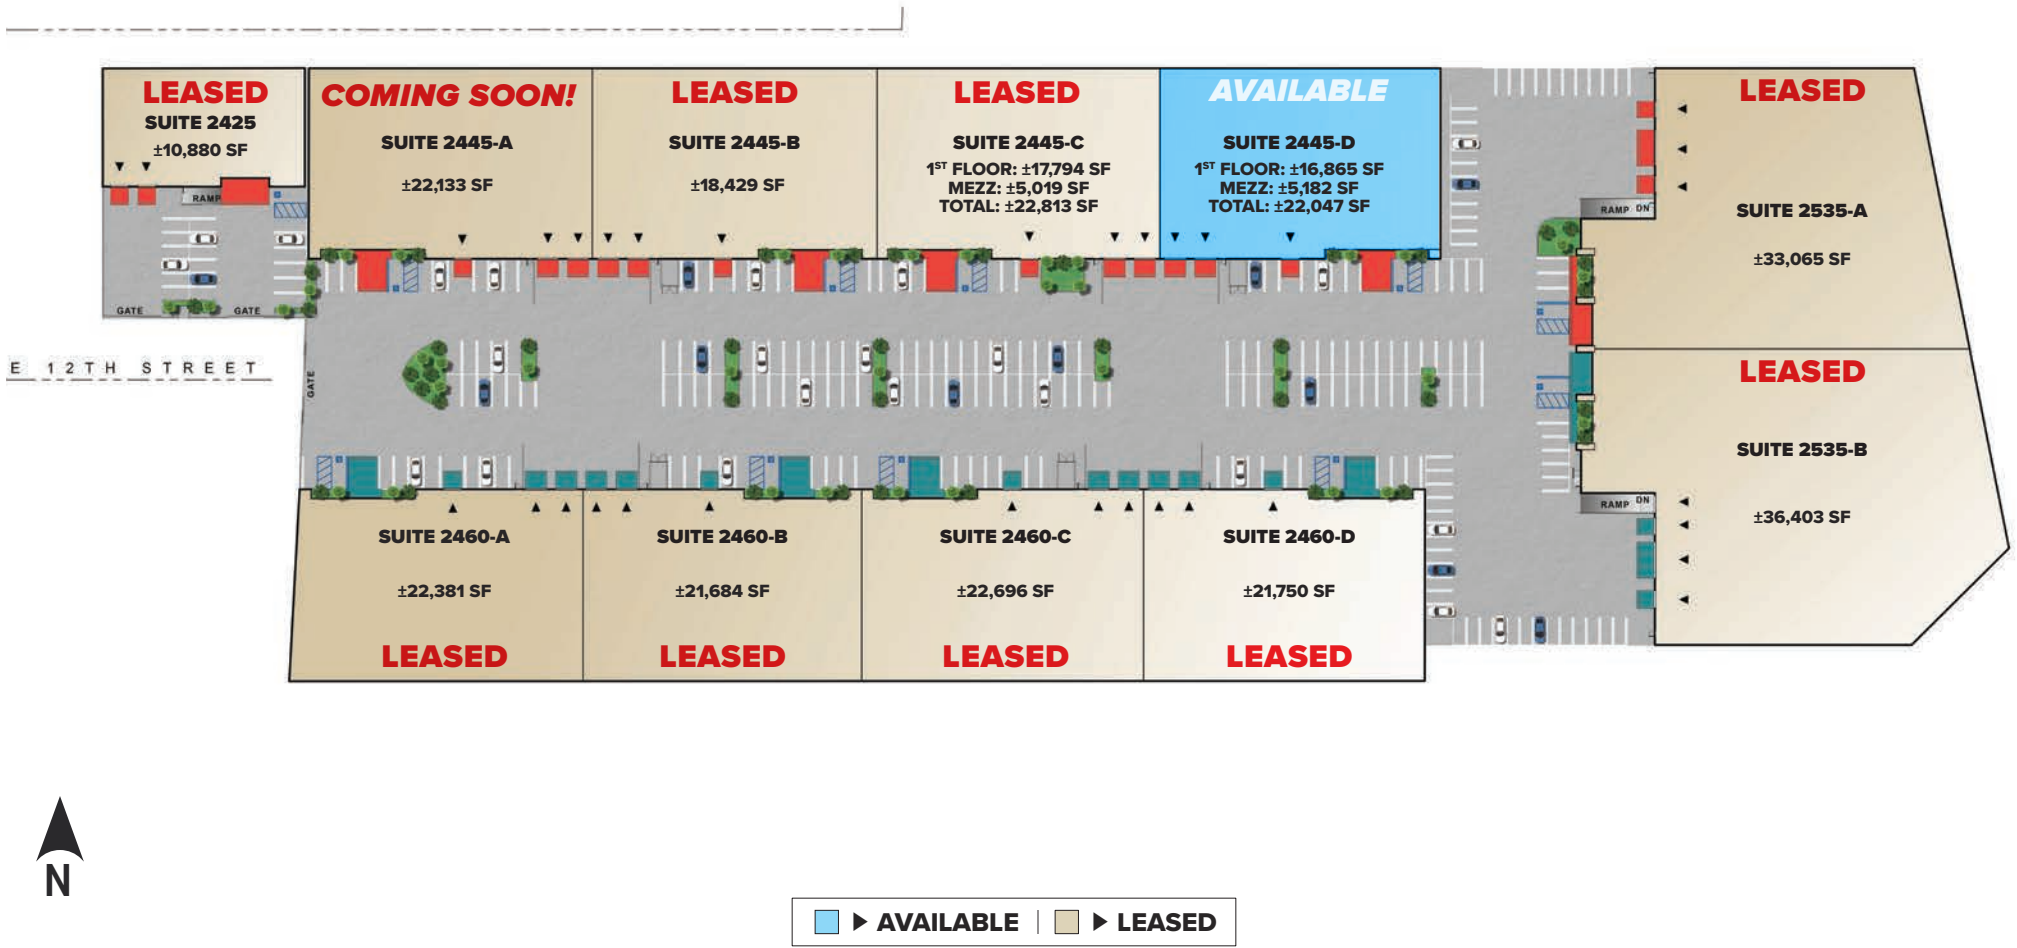 LEASED
SUITE 2425
±10,880 SF
RAMP
GATE
GATE
COMING SOON!
SUITE 2445-A
±22,133 SF
LEASED
SUITE 2445-B
±18,429 SF
LEASED
SUITE 2445-C
1ST FLOOR: ±17,794 SF
MEZZ: ±5,019 SF
TOTAL: ±22,813 SF
AVAILABLE
SUITE 2445-D
1ST FLOOR: ±16,865 SF
MEZZ: ±5,182 SF
TOTAL: ±22,047 SF
LEASED
RAMP DN
SUITE 2535-A
±33,065 SF
E 12TH STREET
GATE
LEASED
SUITE 2535-B
RAMP DN
±36,403 SF
SUITE 2460-A
±22,381 SF
LEASED
SUITE 2460-B
±21,684 SF
LEASED
SUITE 2460-C
±22,696 SF
LEASED
SUITE 2460-D
±21,750 SF
LEASED
N
AVAILABLE | LEASED